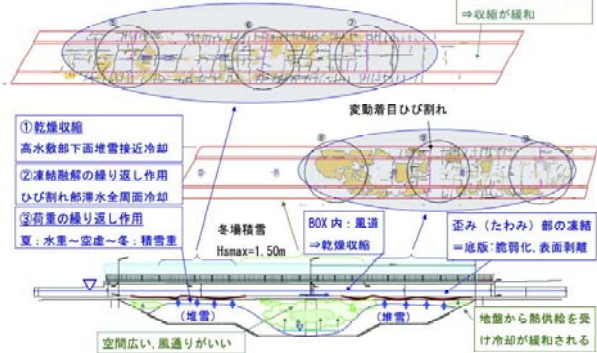 ⇒収縮が緩和
⑤
⑥
⑦
変動着目ひび割れ
①乾燥収縮
高水敷部下面堆雪接近冷却
②凍結融解の繰り返し作用
ひび割れ部滞水全周面冷却
③荷重の繰り返し作用
夏：水重～空虚～冬：積雪重
冬場積雪
Hsmax=1.50m
BOX 内：風道
⇒乾燥収縮
歪み（たわみ）部の凍結
＝底版：脆弱化,表面剥離
(堆雪)
(堆雪)
空間広い,風通りがいい
地盤から熱供給を受
け冷却が緩和される